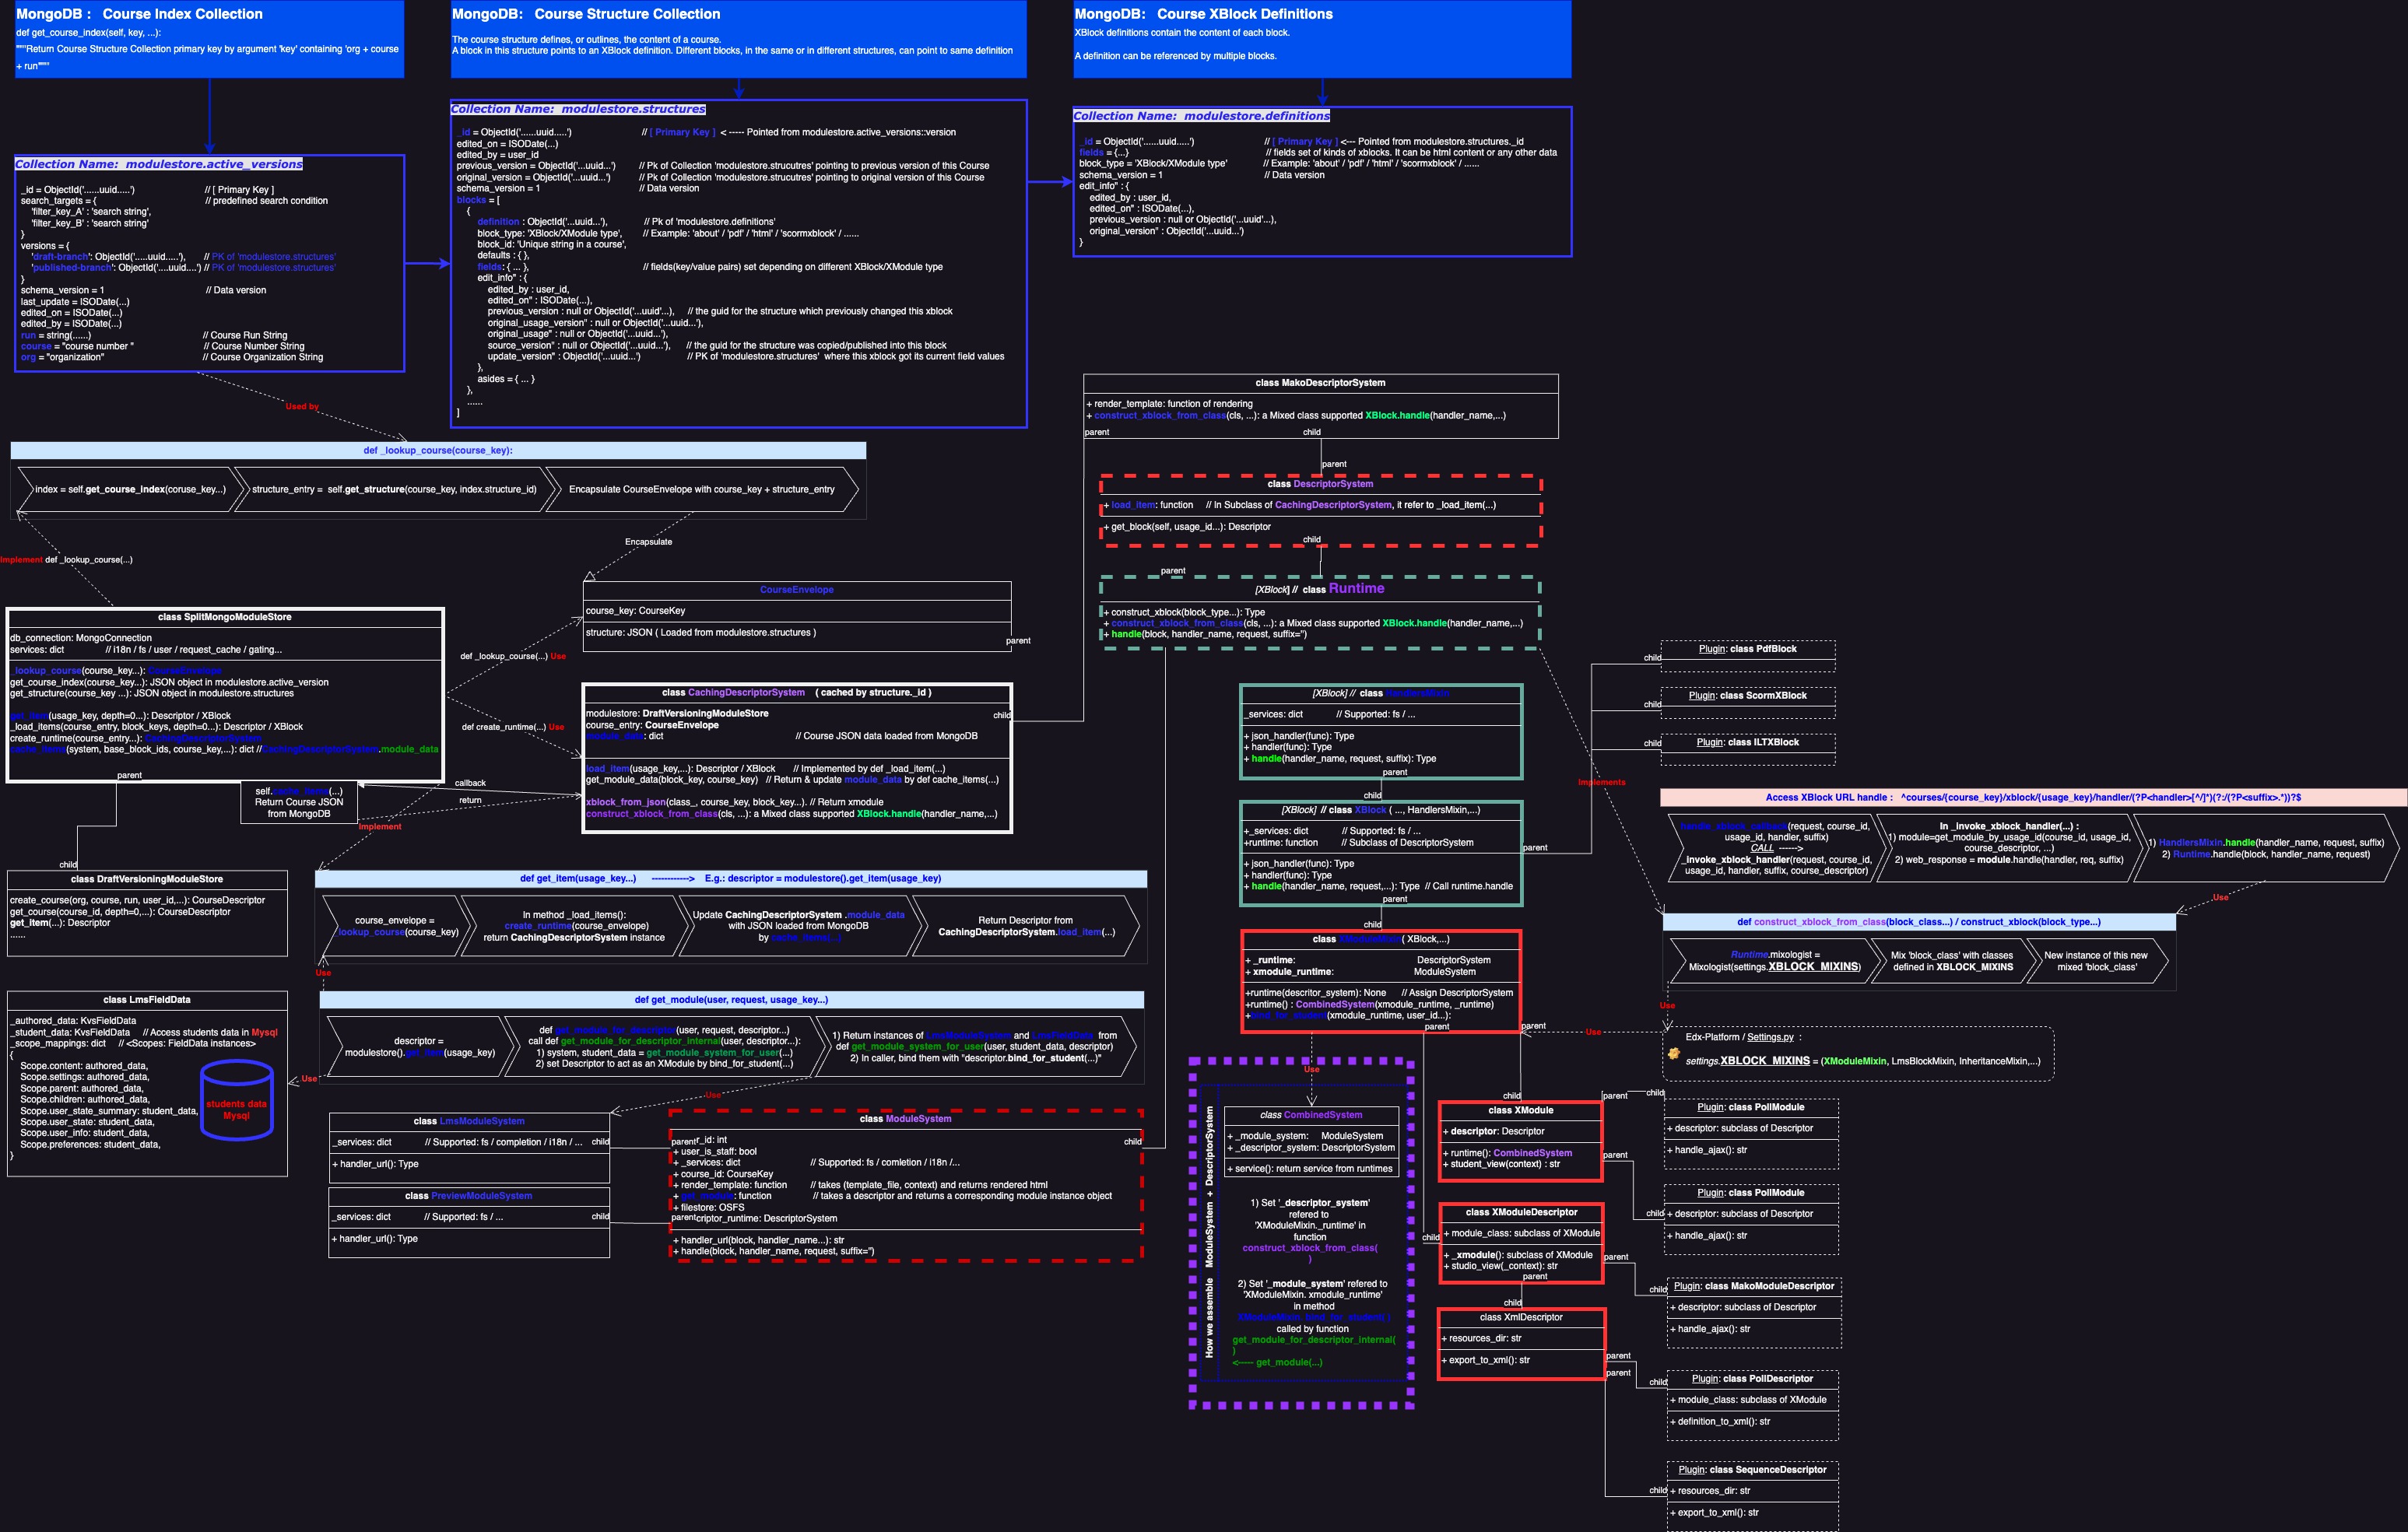 MongoDB :   Course Index Collection
def get_course_index(self, key, ...):
"""Return Course Structure Collection primary key by argument 'key' containing 'org + course
+ run"""
MongoDB:   Course Structure Collection
The course structure defines, or outlines, the content of a course.
A block in this structure points to an XBlock definition. Different blocks, in the same or in different structures, can point to same definition
MongoDB:   Course XBlock Definitions
XBlock definitions contain the content of each block.
A definition can be referenced by multiple blocks.
Collection Name:  modulestore.active_versions
_id = ObjectId('......uuid.....') // [ Primary Key ]
search_targets = { // predefined search condition
'filter_key_A' : 'search string',
'filter_key_B' : 'search string'
}
versions = {
'draft-branch': ObjectId('.....uuid.....'), // PK of 'modulestore.structures'
'published-branch': ObjectId('....uuid....') // PK of 'modulestore.structures'
}
schema_version = 1 // Data version
last_update = ISODate(...)
edited_on = ISODate(...)
edited_by = ISODate(...)
run = string(......) // Course Run String
course = "course number " // Course Number String
org = "organization" // Course Organization String
Collection Name:  modulestore.structures
_id = ObjectId('......uuid.....') // [ Primary Key ]  < ----- Pointed from modulestore.active_versions::version
edited_on = ISODate(...)
edited_by = user_id
previous_version = ObjectId('...uuid...') // Pk of Collection 'modulestore.strucutres' pointing to previous version of this Course
original_version = ObjectId('...uuid...') // Pk of Collection 'modulestore.structures' pointing to original version of this Course
schema_version = 1 // Data version
blocks = [
{
definition : ObjectId('...uuid...'), // Pk of 'modulestore.definitions'
block_type: 'XBlock/XModule type', // Example: 'about' / 'pdf' / 'html' / 'scormxblock' / ......
block_id: 'Unique string in a course',
defaults : { },
fields: { ... }, // fields(key/value pairs) set depending on different XBlock/XModule type
edit_info" : {
edited_by : user_id,
edited_on" : ISODate(...),
previous_version : null or ObjectId('...uuid'...), // the guid for the structure which previously changed this xblock
original_usage_version" : null or ObjectId('...uuid...'),
original_usage" : null or ObjectId('...uuid...'),
source_version" : null or ObjectId('...uuid...'), // the guid for the structure was copied/published into this block
update_version" : ObjectId('...uuid...') // PK of 'modulestore.structures'  where this xblock got its current field values
},
asides = { ... }
},
......
]
Collection Name:  modulestore.definitions
_id = ObjectId('......uuid.....') // [ Primary Key ] <--- Pointed from modulestore.structures._id
fields = {...} // fields set of kinds of xblocks. It can be html content or any other data
block_type = 'XBlock/XModule type' // Example: 'about' / 'pdf' / 'html' / 'scormxblock' / ......
schema_version = 1 // Data version
edit_info" : {
edited_by : user_id,
edited_on" : ISODate(...),
previous_version : null or ObjectId('...uuid'...),
original_version" : ObjectId('...uuid...')
}
Used by
def _lookup_course(course_key):
index = self.get_course_index(coruse_key...)
structure_entry =  self.get_structure(course_key, index.structure_id)
Encapsulate CourseEnvelope with course_key + structure_entry
Implement def _lookup_course(...)
Encapsulate
class MakoDescriptorSystem
+ render_template: function of rendering
+ construct_xblock_from_class(cls, ...): a Mixed class supported XBlock.handle(handler_name,...)
parent
child
parent
class DescriptorSystem
+ load_item: function // In Subclass of CachingDescriptorSystem, it refer to _load_item(...)
+ get_block(self, usage_id...): Descriptor
child
parent
[XBlock] //  class Runtime
+ construct_xblock(block_type...): Type
+ construct_xblock_from_class(cls, ...): a Mixed class supported XBlock.handle(handler_name,...)
+ handle(block, handler_name, request, suffix='')
class SplitMongoModuleStore
db_connection: MongoConnection
services: dict // i18n / fs / user / request_cache / gating...
_lookup_course(course_key...): CourseEnvelope
get_course_index(course_key...): JSON object in modulestore.active_version
get_structure(course_key ...): JSON object in modulestore.structures
get_item(usage_key, depth=0...): Descriptor / XBlock
_load_items(course_entry, block_keys, depth=0...): Descriptor / XBlock
create_runtime(course_entry...): CachingDescriptorSystem
cache_items(system, base_block_ids, course_key,...): dict //CachingDescriptorSystem.module_data
parent
self.cache_items(...)
Return Course JSON
from MongoDB
callback
return
Implement
def _lookup_course(...) Use
def create_runtime(...) Use
CourseEnvelope
course_key: CourseKey
structure: JSON ( Loaded from modulestore.structures )
parent
class CachingDescriptorSystem    ( cached by structure._id )
modulestore: DraftVersioningModuleStore
child
course_entry: CourseEnvelope
module_data: dict // Course JSON data loaded from MongoDB
load_item(usage_key,...): Descriptor / XBlock // Implemented by def _load_item(...)
get_module_data(block_key, course_key) // Return & update module_data by def cache_items(...)
xblock_from_json(class_, course_key, block_key...). // Return xmodule
construct_xblock_from_class(cls, ...): a Mixed class supported XBlock.handle(handler_name,...)
child
class DraftVersioningModuleStore
create_course(org, course, run, user_id,...): CourseDescriptor
get_course(course_id, depth=0,...): CourseDescriptor
get_item(...): Descriptor
......
def get_item(usage_key...)      ------------>    E.g.: descriptor = modulestore().get_item(usage_key)
course_envelope =
lookup_course(course_key)
In method _load_items():
create_runtime(course_envelope)
return CachingDescriptorSystem instance
Update CachingDescriptorSystem .module_data
with JSON loaded from MongoDB
by cache_items(...)
Return Descriptor from
CachingDescriptorSystem.load_item(...)
Use
class LmsFieldData
_authored_data: KvsFieldData
_student_data: KvsFieldData // Access students data in Mysql
_scope_mappings: dict // <Scopes: FieldData instances>
{
Scope.content: authored_data,
Scope.settings: authored_data,
Scope.parent: authored_data,
Scope.children: authored_data,
Scope.user_state_summary: student_data,
Scope.user_state: student_data,
Scope.user_info: student_data,
Scope.preferences: student_data,
}
students data
Mysql
Use
def get_module(user, request, usage_key...)
descriptor =
modulestore().get_item(usage_key)
def get_module_for_descriptor(user, request, descriptor...)
call def get_module_for_descriptor_internal(user, descriptor...):
1) system, student_data = get_module_system_for_user(...)
2) set Descriptor to act as an XModule by bind_for_student(...)
1) Return instances of LmsModuleSystem and LmsFieldData  from
def get_module_system_for_user(user, student_data, descriptor)
2) In caller, bind them with "descriptor.bind_for_student(...)"
Use
class LmsModuleSystem
_services: dict // Supported: fs / completion / i18n / ...
child
+ handler_url(): Type
class PreviewModuleSystem
_services: dict // Supported: fs / ...
child
+ handler_url(): Type
class ModuleSystem
parent
r_id: int
child
+ user_is_staff: bool
+ _services: dict // Supported: fs / comletion / i18n /...
+ course_id: CourseKey
+ render_template: function // takes (template_file, context) and returns rendered html
+ get_module: function // takes a descriptor and returns a corresponding module instance object
+ filestore: OSFS
parent
criptor_runtime: DescriptorSystem
+ handler_url(block, handler_name...): str
+ handle(block, handler_name, request, suffix='')
[XBlock] //  class HandlersMixin
_services: dict // Supported: fs / ...
+ json_handler(func): Type
+ handler(func): Type
+ handle(handler_name, request, suffix): Type
parent
child
[XBlock]  // class XBlock ( ..., HandlersMixin,...)
+_services: dict // Supported: fs / ...
+runtime: function // Subclass of DescriptorSystem
+ json_handler(func): Type
+ handler(func): Type
+ handle(handler_name, request,...): Type  // Call runtime.handle
parent
parent
child
class XModuleMixin( XBlock,...)
+ _runtime: DescriptorSystem
+ xmodule_runtime: ModuleSystem
+runtime(descritor_system): None // Assign DescriptorSystem
+runtime() : CombinedSystem(xmodule_runtime, _runtime)
+bind_for_student(xmodule_runtime, user_id...):
parent
parent
Use
How we assemble   ModuleSystem  +  DescriptorSystem
class CombinedSystem
+ _module_system: ModuleSystem
+ _descriptor_system: DescriptorSystem
+ service(): return service from runtimes
1) Set '_descriptor_system'
refered to
'XModuleMixin._runtime' in
function
construct_xblock_from_class(
)
2) Set '_module_system' refered to
'XModuleMixin. xmodule_runtime'
in method
XModuleMixin. bind_for_student()
called by function
get_module_for_descriptor_internal(
)
<----- get_module(...)
child
Plugin: class PdfBlock
child
Plugin: class ScormXBlock
child
Plugin: class ILTXBlock
Implements
Access XBlock URL handle :   ^courses/{course_key}/xblock/{usage_key}/handler/(?P<handler>[^/]*)(?:/(?P<suffix>.*))?$
handle_xblock_callback(request, course_id,
usage_id, handler, suffix)
CALL  ------>
_invoke_xblock_handler(request, course_id,
usage_id, handler, suffix, course_descriptor)
In _invoke_xblock_handler(...) :
1) module=get_module_by_usage_id(course_id, usage_id,
course_descriptor, ...)
2) web_response = module.handle(handler, req, suffix)
1) HandlersMixin.handle(handler_name, request, suffix)
2) Runtime.handle(block, handler_name, request)
Use
def construct_xblock_from_class(block_class...) / construct_xblock(block_type...)
Runtime.mixologist =
Mixologist(settings.XBLOCK_MIXINS)
Mix 'block_class' with classes
defined in XBLOCK_MIXINS
New instance of this new
mixed 'block_class'
Use
Use
Edx-Platform / Settings.py  :
settings.XBLOCK_MIXINS = (XModuleMixin, LmsBlockMixin, InheritanceMixin,...)
child
class XModule
+ descriptor: Descriptor
+ runtime(): CombinedSystem
+ student_view(context) : str
parent
child
Plugin: class PollModule
+ descriptor: subclass of Descriptor
+ handle_ajax(): str
parent
child
Plugin: class PollModule
+ descriptor: subclass of Descriptor
+ handle_ajax(): str
child
class XModuleDescriptor
+ module_class: subclass of XModule
+ _xmodule(): subclass of XModule
+ studio_view(_context): str
parent
parent
child
Plugin: class MakoModuleDescriptor
+ descriptor: subclass of Descriptor
+ handle_ajax(): str
child
class XmlDescriptor
+ resources_dir: str
+ export_to_xml(): str
parent
parent
child
Plugin: class PollDescriptor
+ module_class: subclass of XModule
+ definition_to_xml(): str
child
Plugin: class SequenceDescriptor
+ resources_dir: str
+ export_to_xml(): str